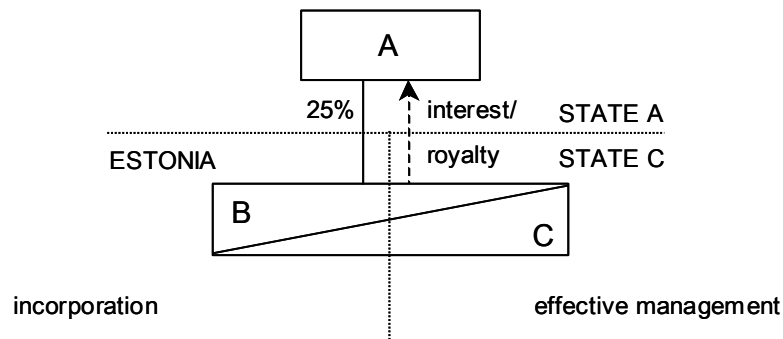 A
25% interest/ STATE A
ESTONIA royalty STATE C
B
C
incorporation effective management